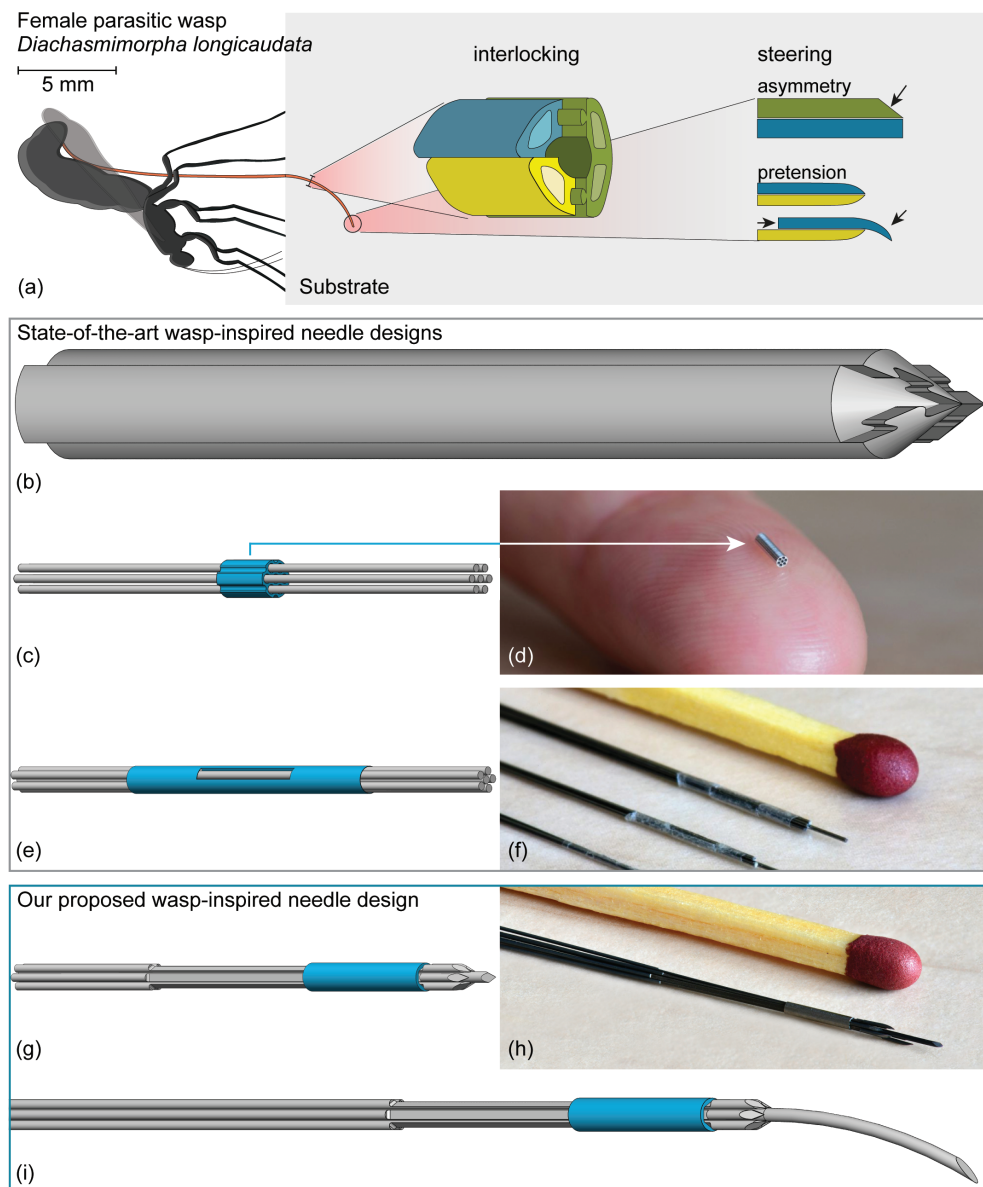 Female parasitic wasp
Diachasmimorpha longicaudata
5 mm
interlocking
steering
asymmetry
pretension
(a)
Substrate
State-of-the-art wasp-inspired needle designs
(b)
(c)
(d)
(e)
(f)
Our proposed wasp-inspired needle design
(g)
(h)
(i)